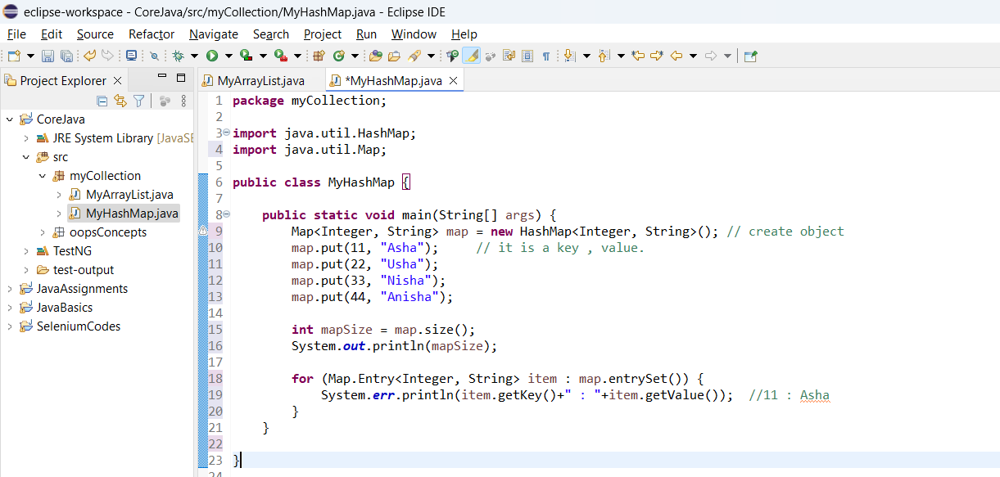 eclipse-workspace - CoreJava/src/myCollection/MyHashMap.java - Eclipse IDE
File Edit Source Refactor Navigate Search Project Run Window Help
Project Explorer
MyArrayList.java
*MyHashMap.java
CoreJava
JRE System Library [JavaSE
src
myCollection
MyArrayList.java
MyHashMap.java
oopsConcepts
TestNG
test-output
JavaAssignments
JavaBasics
SeleniumCodes
1 package myCollection;
2
3 import java.util.HashMap;
4 import java.util.Map;
5
6 public class MyHashMap {
7
8 public static void main(String[] args) {
9 Map<Integer, String> map = new HashMap<Integer, String>(); // create object
10 map.put(11, "Asha"); // it is a key , value.
11 map.put(22, "Usha");
12 map.put(33, "Nisha");
13 map.put(44, "Anisha");
14
15 int mapSize = map.size();
16 System.out.println(mapSize);
17
18 for (Map.Entry<Integer, String> item : map.entrySet()) {
19 System.err.println(item.getKey()+" : "+item.getValue()); //11 : Asha
20 }
21 }
22
23 }
24